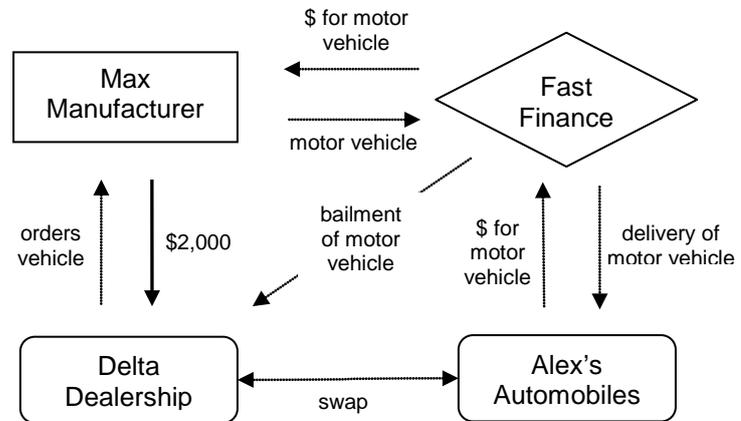 $ for motor
vehicle
Max
Manufacturer
Fast
Finance
motor vehicle
orders
vehicle
$2,000
bailment
of motor
vehicle
$ for
motor
vehicle
delivery of
motor vehicle
Delta
Dealership
swap
Alex's
Automobiles